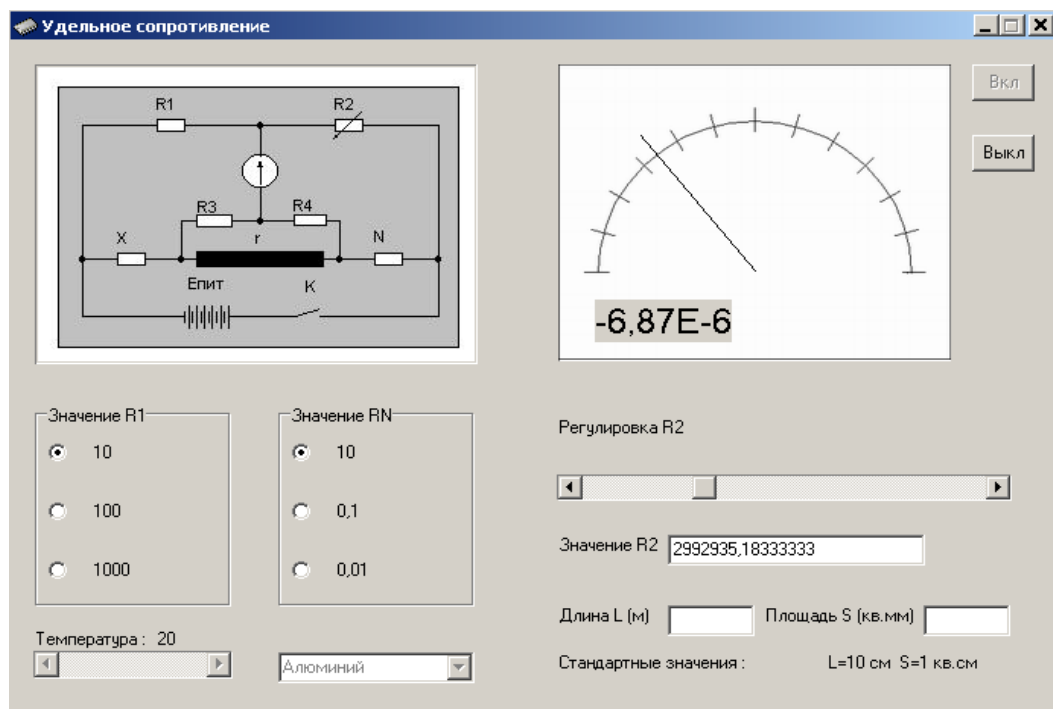 Удельное сопротивление
R1 R2
R3 R4
X r N
Епит K
-6,87E-6
Вкл
Выкл
Значение R1
10
100
1000
Значение RN
10
0,1
0,01
Регулировка R2
Значение R2 2992935,18333333
Длина L (м) Площадь S (кв.мм)
Температура : 20
Алюминий
Стандартные значения : L=10 см S=1 кв.см